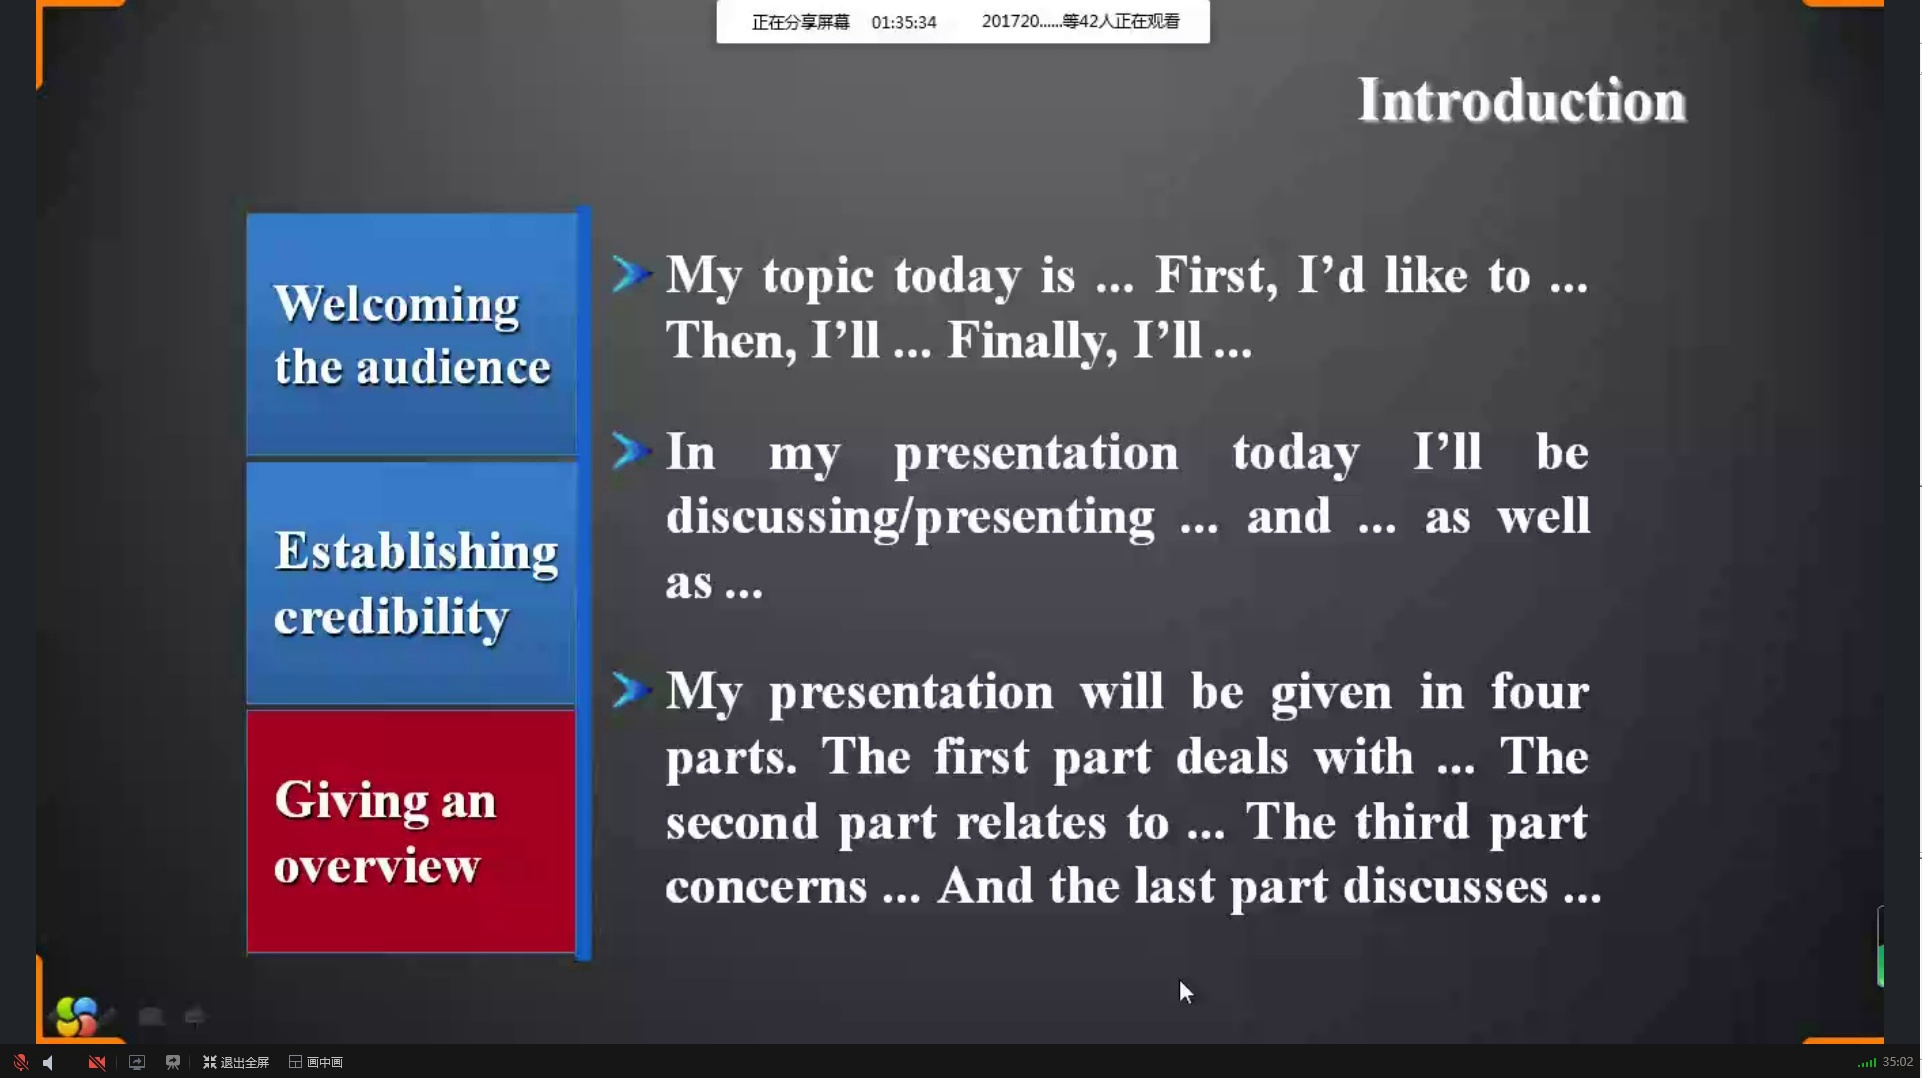 正在分享屏幕 01:35:34 201720......等42人正在观看
Introduction
Welcoming
the audience
Establishing
credibility
Giving an
overview
My topic today is ... First, I’d like to ...
Then, I’ll ... Finally, I’ll ...
In my presentation today I’ll be
discussing/presenting ... and ... as well
as ...
My presentation will be given in four
parts. The first part deals with ... The
second part relates to ... The third part
concerns ... And the last part discusses ...
退出全屏 画中画 35:02